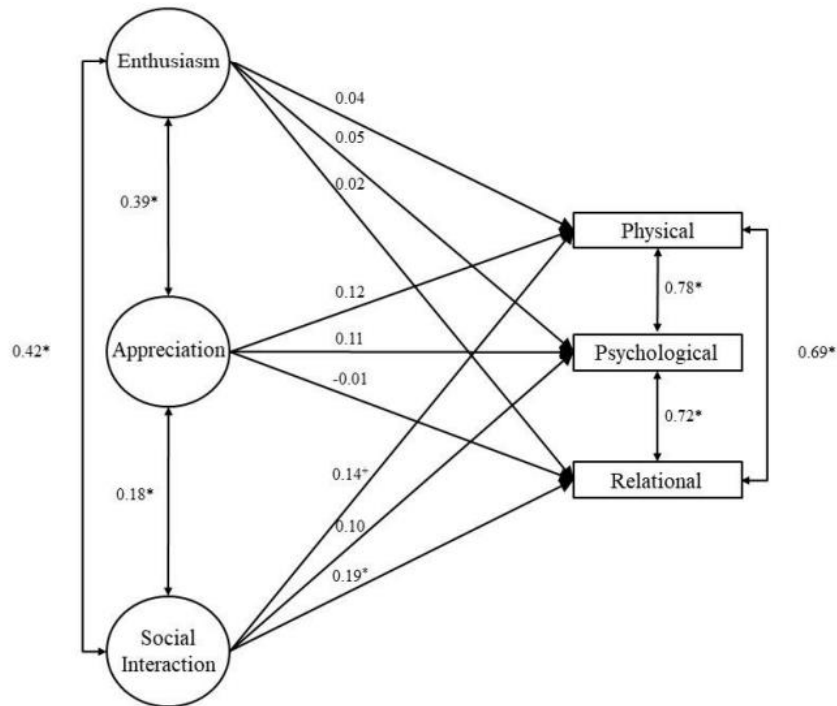 Enthusiasm
0.04
0.05
0.02
0.39*
Physical
0.12
0.78*
0.42*
Appreciation
0.11
Psychological
0.69*
-0.01
0.72*
0.14+
Relational
0.18*
0.10
0.19*
Social
Interaction